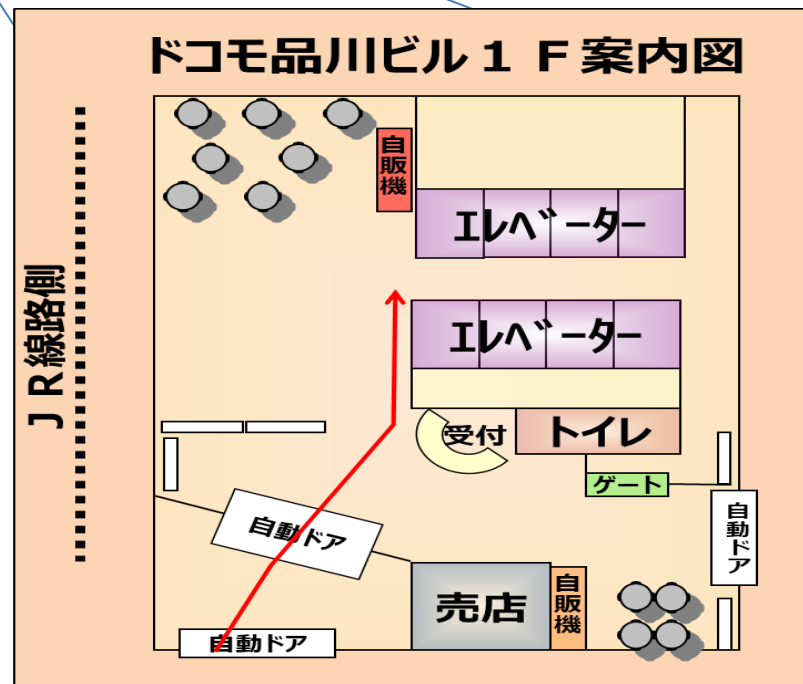 ドコモ品川ビル１Ｆ案内図
自販機
エレベーター
ＪＲ線路側
エレベーター
受付
トイレ
ゲート
自動ドア
自動ドア
売店
自販機
自動ドア